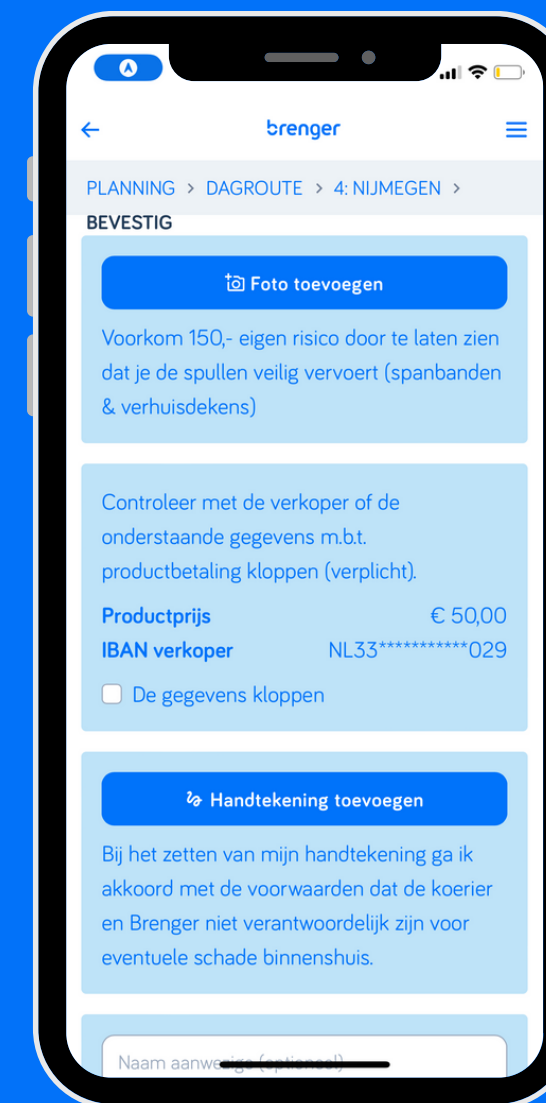 brenger
PLANNING > DAGROUTE > 4: NIJMEGEN >
BEVESTIG
Foto toevoegen
Voorkom 150,- eigen risico door te laten zien
dat je de spullen veilig vervoert (spanbanden
& verhuisdekens)
Controleer met de verkoper of de
onderstaande gegevens m.b.t.
productbetaling kloppen (verplicht).
Productprijs € 50,00
IBAN verkoper NL33***********029
De gegevens kloppen
Handtekening toevoegen
Bij het zetten van mijn handtekening ga ik
akkoord met de voorwaarden dat de koerier
en Brenger niet verantwoordelijk zijn voor
eventuele schade binnenshuis.
Naam aanwezige (optioneel)